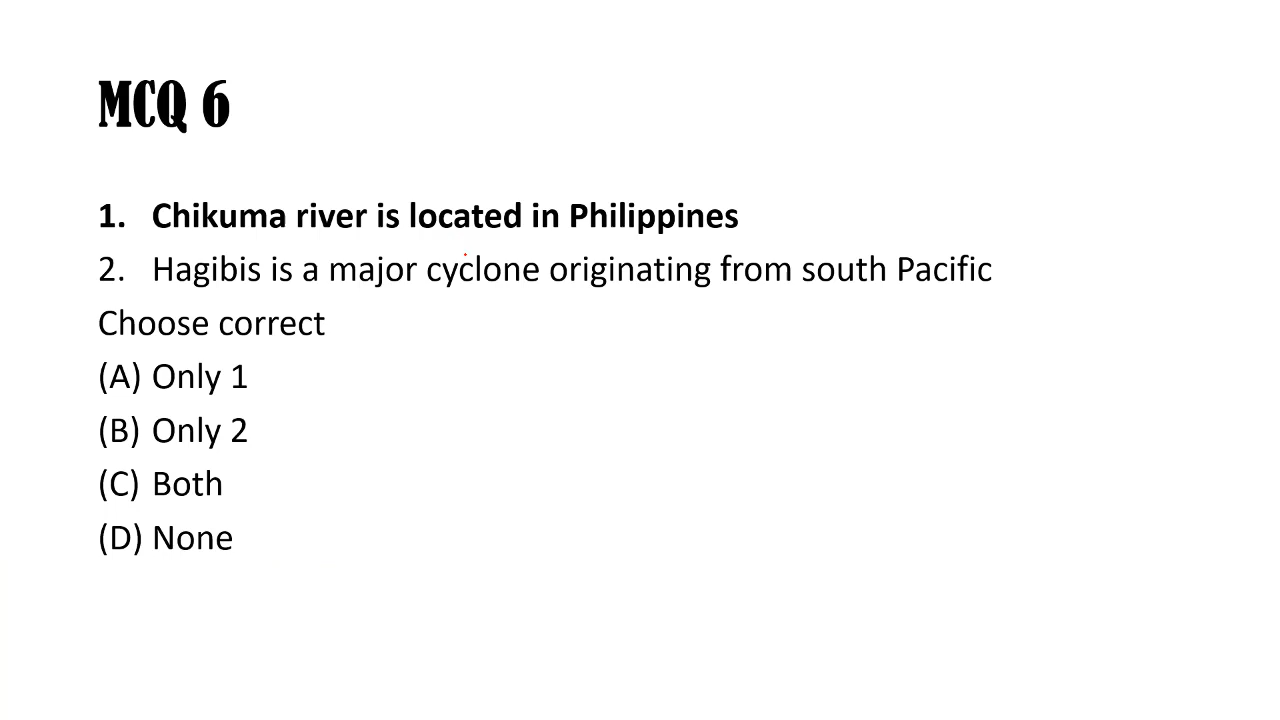 MCQ 6
1. Chikuma river is located in Philippines
2. Hagibis is a major cyclone originating from south Pacific
Choose correct
(A) Only 1
(B) Only 2
(C) Both
(D) None